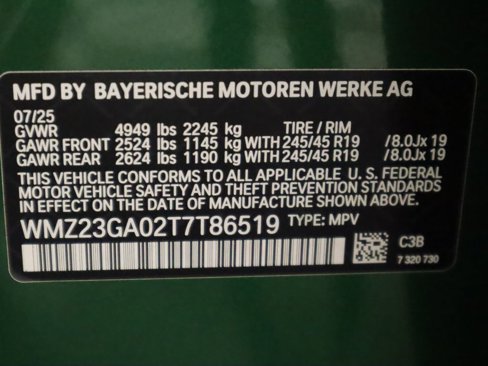 MFD BY BAYERISCHE MOTOREN WERKE AG
07/25
GVWR 4949 lbs 2245 kg TIRE / RIM
GAWR FRONT 2524 lbs 1145 kg WITH 245/45 R19 /8.0Jx 19
GAWR REAR 2624 lbs 1190 kg WITH 245/45 R19 /8.0Jx 19
THIS VEHICLE CONFORMS TO ALL APPLICABLE U. S. FEDERAL
MOTOR VEHICLE SAFETY AND THEFT PREVENTION STANDARDS
IN EFFECT ON THE DATE OF MANUFACTURE SHOWN ABOVE.
WMZ23GA02T7T86519 TYPE: MPV
C3B
7 320 730